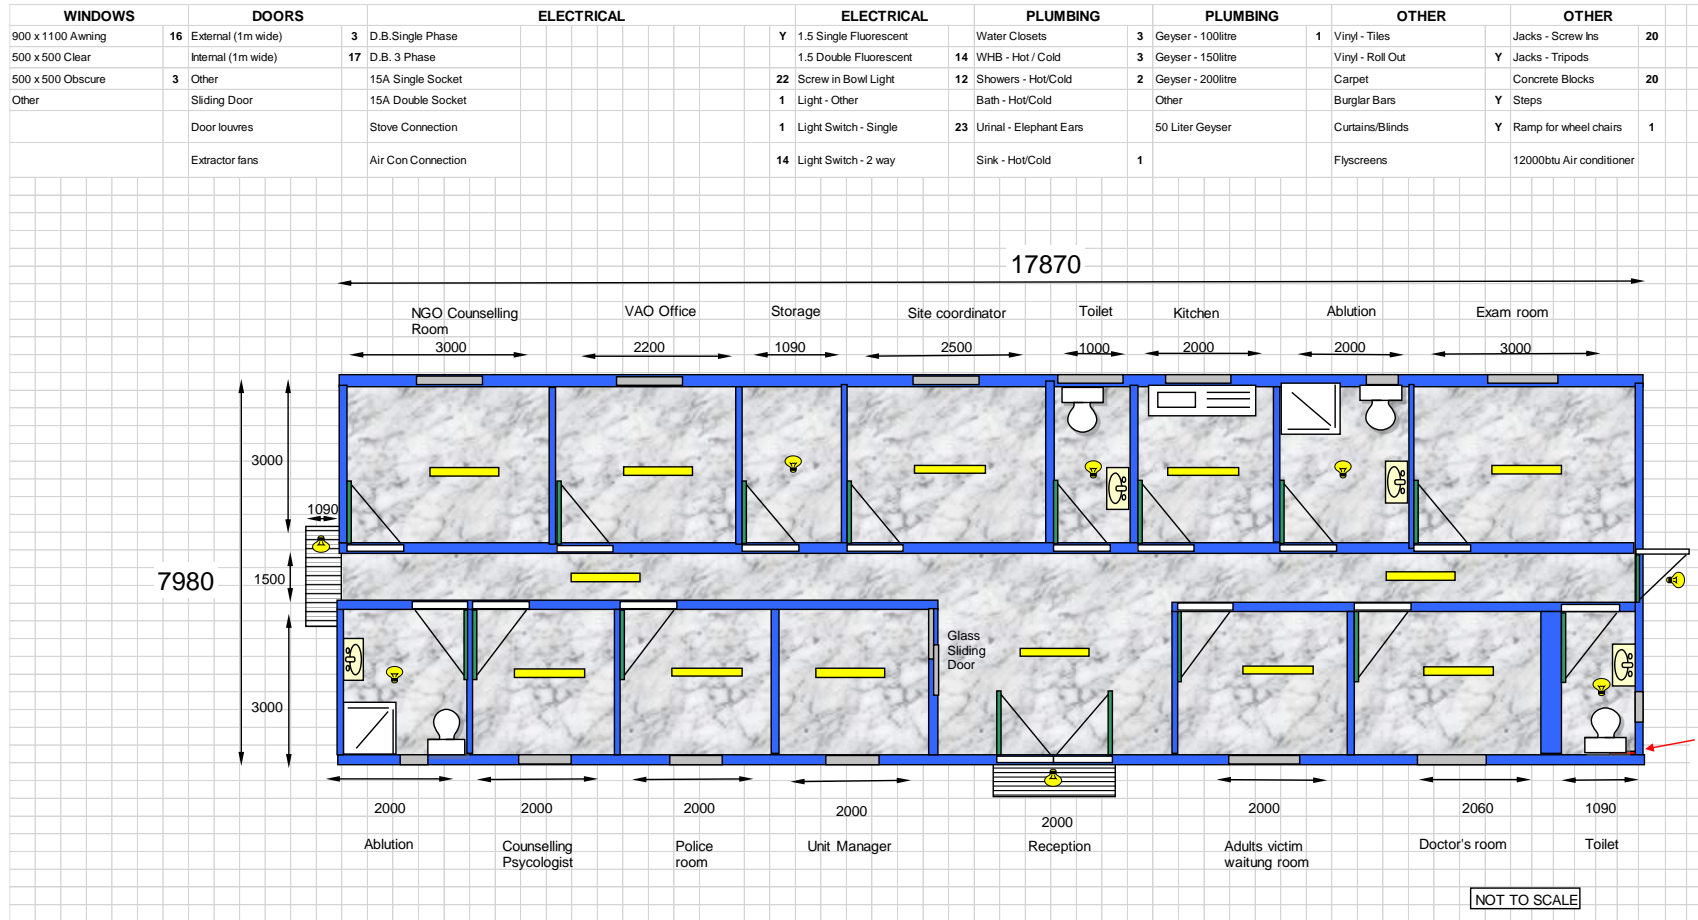 WINDOWS DOORS ELECTRICAL ELECTRICAL PLUMBING PLUMBING OTHER OTHER
900 x 1100 Awning 16 External (1m wide) 3 D.B.Single Phase Y 1.5 Single Fluorescent Water Closets 3 Geyser - 100litre 1 Vinyl - Tiles Jacks - Screw Ins 20
500 x 500 Clear Internal (1m wide) 17 D.B. 3 Phase 1.5 Double Fluorescent 14 WHB - Hot / Cold 3 Geyser - 150litre Vinyl - Roll Out Y Jacks - Tripods
500 x 500 Obscure 3 Other 15A Single Socket 22 Screw in Bowl Light 12 Showers - Hot/Cold 2 Geyser - 200litre Carpet Concrete Blocks 20
Other Sliding Door 15A Double Socket 1 Light - Other Bath - Hot/Cold Other Burglar Bars Y Steps
Door louvres Stove Connection 1 Light Switch - Single 23 Urinal - Elephant Ears 50 Liter Geyser Curtains/Blinds Y Ramp for wheel chairs 1
Extractor fans Air Con Connection 14 Light Switch - 2 way Sink - Hot/Cold 1 Flyscreens 12000btu Air conditioner
17870
NGO Counselling
Room
VAO Office
Storage
Site coordinator
Toilet
Kitchen
Ablution
Exam room
3000 2200 1090 2500 1000 2000 2000 3000
3000
1090
7980
1500
3000
Glass
Sliding
Door
2000 2000 2000 2000 2000 2000 2060 1090
Ablution
Counselling
Psycologist
Police
room
Unit Manager
Reception
Adults victim
waitung room
Doctor's room
Toilet
NOT TO SCALE